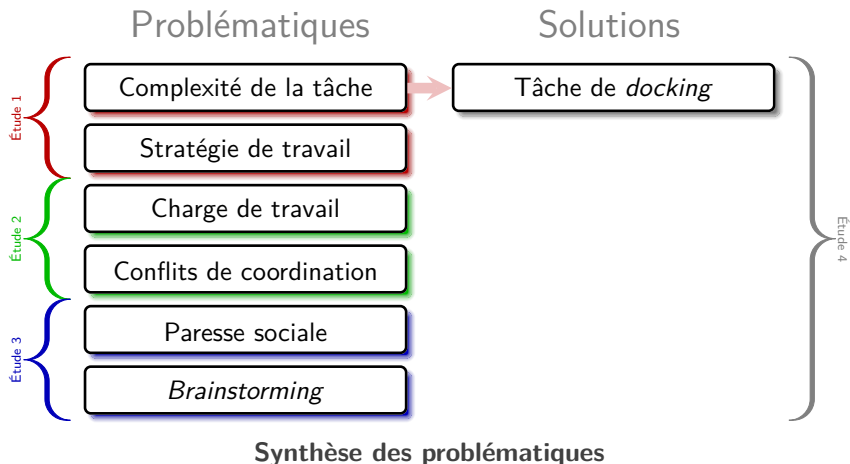 Problématiques
Solutions
Étude 1
Complexité de la tâche
Tâche de docking
Stratégie de travail
Étude 2
Charge de travail
Conflits de coordination
Étude 3
Paresse sociale
Brainstorming
Étude 4
Synthèse des problématiques